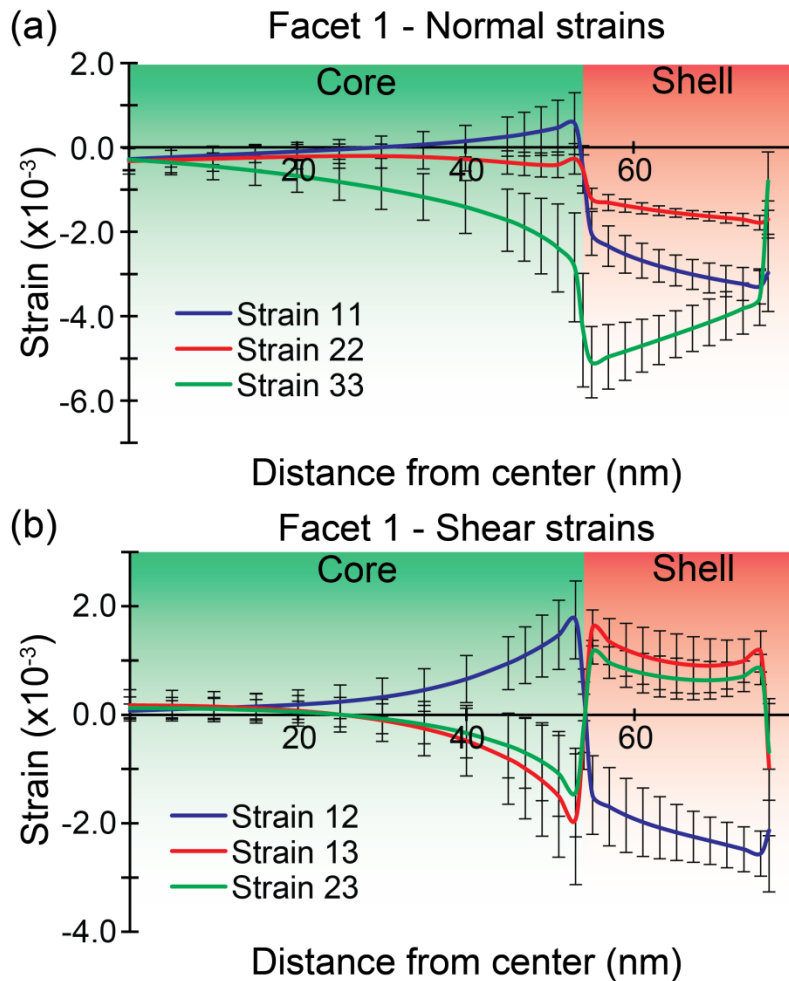 (a) Facet 1 - Normal strains
Core Shell
2.0
0.0
-2.0
-4.0
-6.0
20 40 60
Strain (x10⁻³)
Strain 11
Strain 22
Strain 33
Distance from center (nm)
(b) Facet 1 - Shear strains
Core Shell
2.0
0.0
-2.0
-4.0
20 40 60
Strain (x10⁻³)
Strain 12
Strain 13
Strain 23
Distance from center (nm)